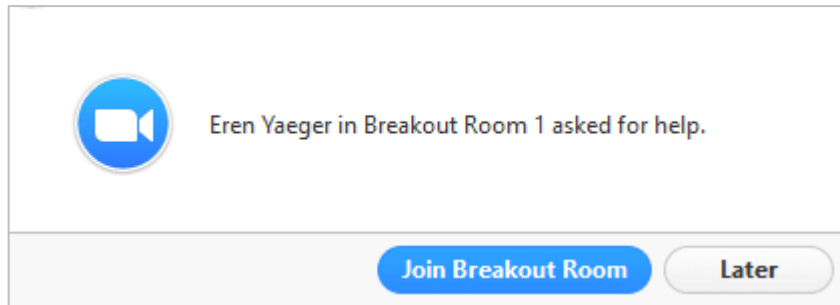 Eren Yaeger in Breakout Room 1 asked for help.
Join Breakout Room
Later